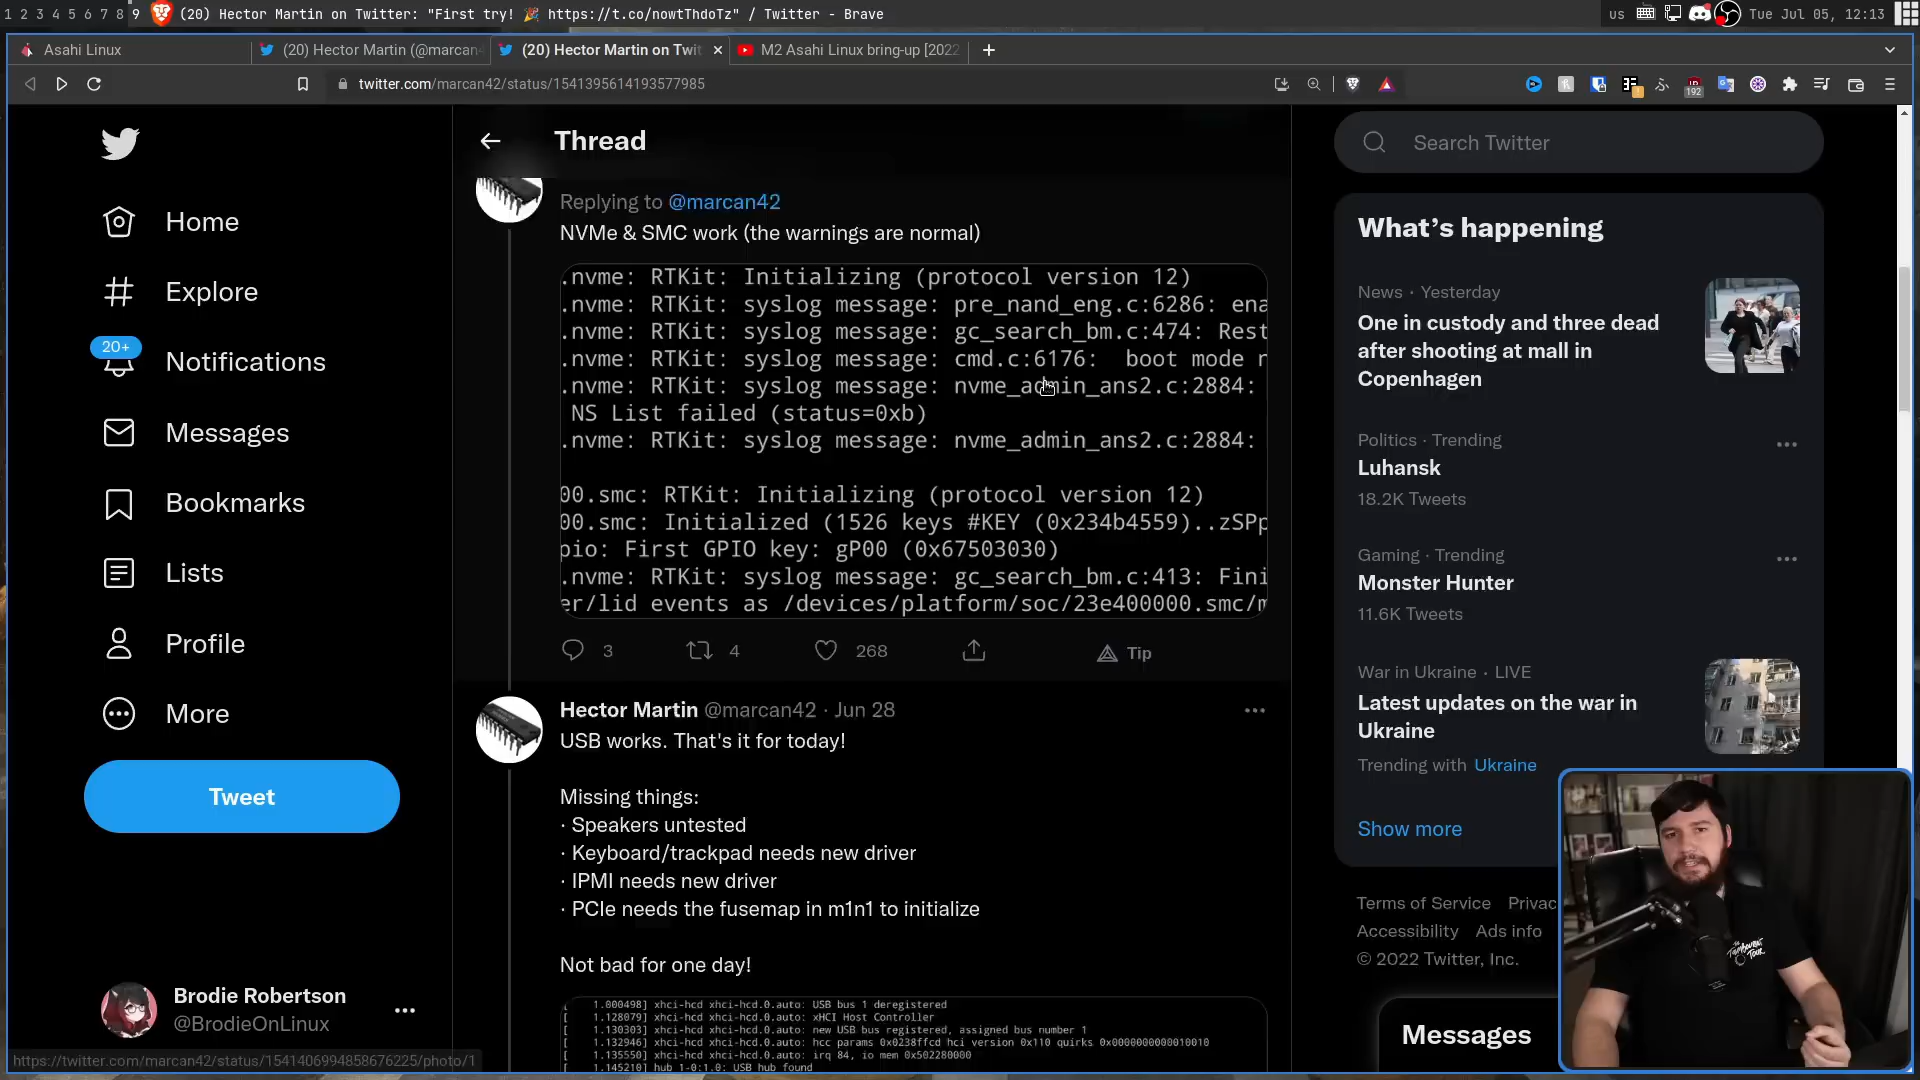 1 2 3 4 5 6 7 8 9 (20) Hector Martin on Twitter: "First try! 🎉 https://t.co/nowtThdoTz" / Twitter - Brave
us Tue Jul 05, 12:13
Asahi Linux
(20) Hector Martin (@marcan
(20) Hector Martin on Twit
M2 Asahi Linux bring-up [2022
twitter.com/marcan42/status/1541395614193577985
192
Home
Explore
20+
Notifications
Messages
Bookmarks
Lists
Profile
More
Tweet
Brodie Robertson
@BrodieOnLinux
https://twitter.com/marcan42/status/1541406994858676225/photo/1
Thread
Replying to @marcan42
NVMe & SMC work (the warnings are normal)
.nvme: RTKit: Initializing (protocol version 12)
.nvme: RTKit: syslog message: pre_nand_eng.c:6286: ena
.nvme: RTKit: syslog message: gc_search_bm.c:474: Rest
.nvme: RTKit: syslog message: cmd.c:6176:  boot mode r
.nvme: RTKit: syslog message: nvme_admin_ans2.c:2884:
NS List failed (status=0xb)
.nvme: RTKit: syslog message: nvme_admin_ans2.c:2884:
00.smc: RTKit: Initializing (protocol version 12)
00.smc: Initialized (1526 keys #KEY (0x234b4559)..zSPp
pio: First GPIO key: gP00 (0x67503030)
.nvme: RTKit: syslog message: gc_search_bm.c:413: Fini
er/lid events as /devices/platform/soc/23e400000.smc/m
3
4
268
Tip
Hector Martin @marcan42 · Jun 28
USB works. That's it for today!
Missing things:
· Speakers untested
· Keyboard/trackpad needs new driver
· IPMI needs new driver
· PCIe needs the fusemap in m1n1 to initialize
Not bad for one day!
[ 1.000498] xhci-hcd xhci-hcd.0.auto: USB bus 1 deregistered
[ 1.128079] xhci-hcd xhci-hcd.0.auto: xHCI Host Controller
[ 1.130303] xhci-hcd xhci-hcd.0.auto: new USB bus registered, assigned bus number 1
[ 1.132946] xhci-hcd xhci-hcd.0.auto: hcc params 0x0238ffcd hci version 0x110 quirks 0x0000000000010010
[ 1.135550] xhci-hcd xhci-hcd.0.auto: irq 84, io mem 0x502280000
[ 1.145210] hub 1-0:1.0: USB hub found
Search Twitter
What's happening
News · Yesterday
One in custody and three dead
after shooting at mall in
Copenhagen
Politics · Trending
Luhansk
18.2K Tweets
Gaming · Trending
Monster Hunter
11.6K Tweets
War in Ukraine · LIVE
Latest updates on the war in
Ukraine
Trending with Ukraine
Show more
Terms of Service Privac
Accessibility Ads info
© 2022 Twitter, Inc.
Messages